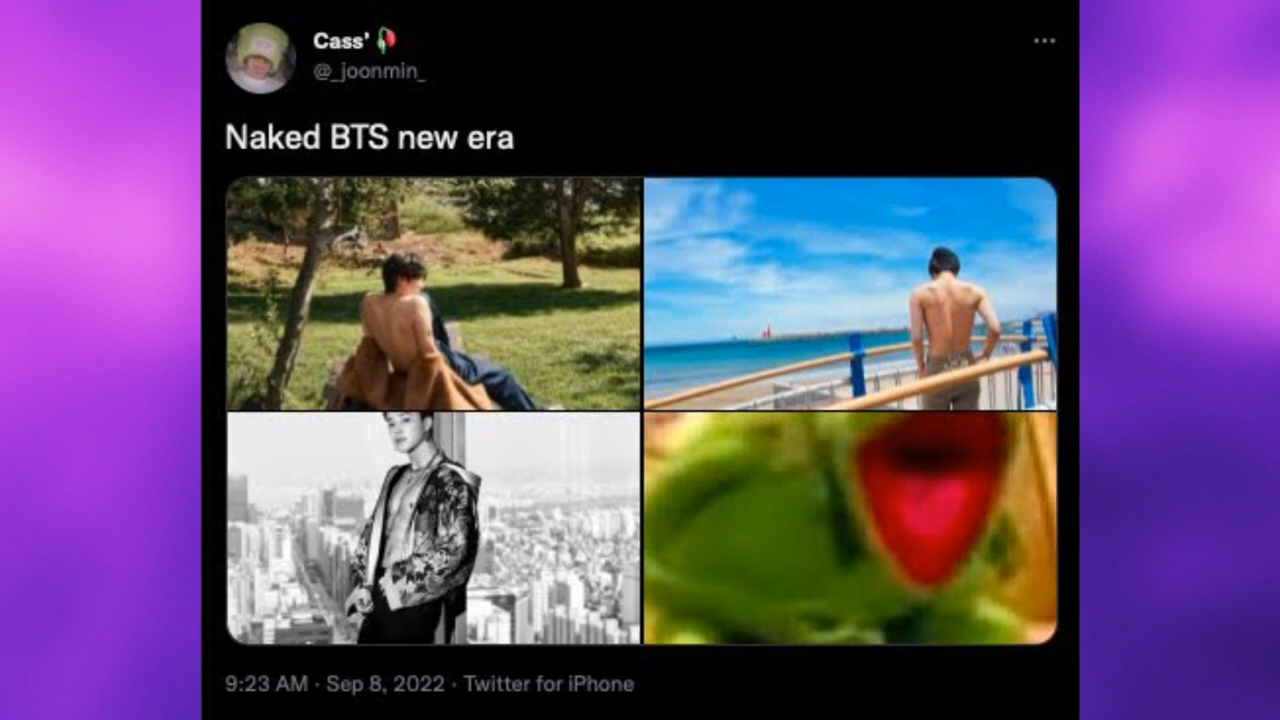 Cass’ 🥀
@_joonmin_
Naked BTS new era
9:23 AM · Sep 8, 2022 · Twitter for iPhone